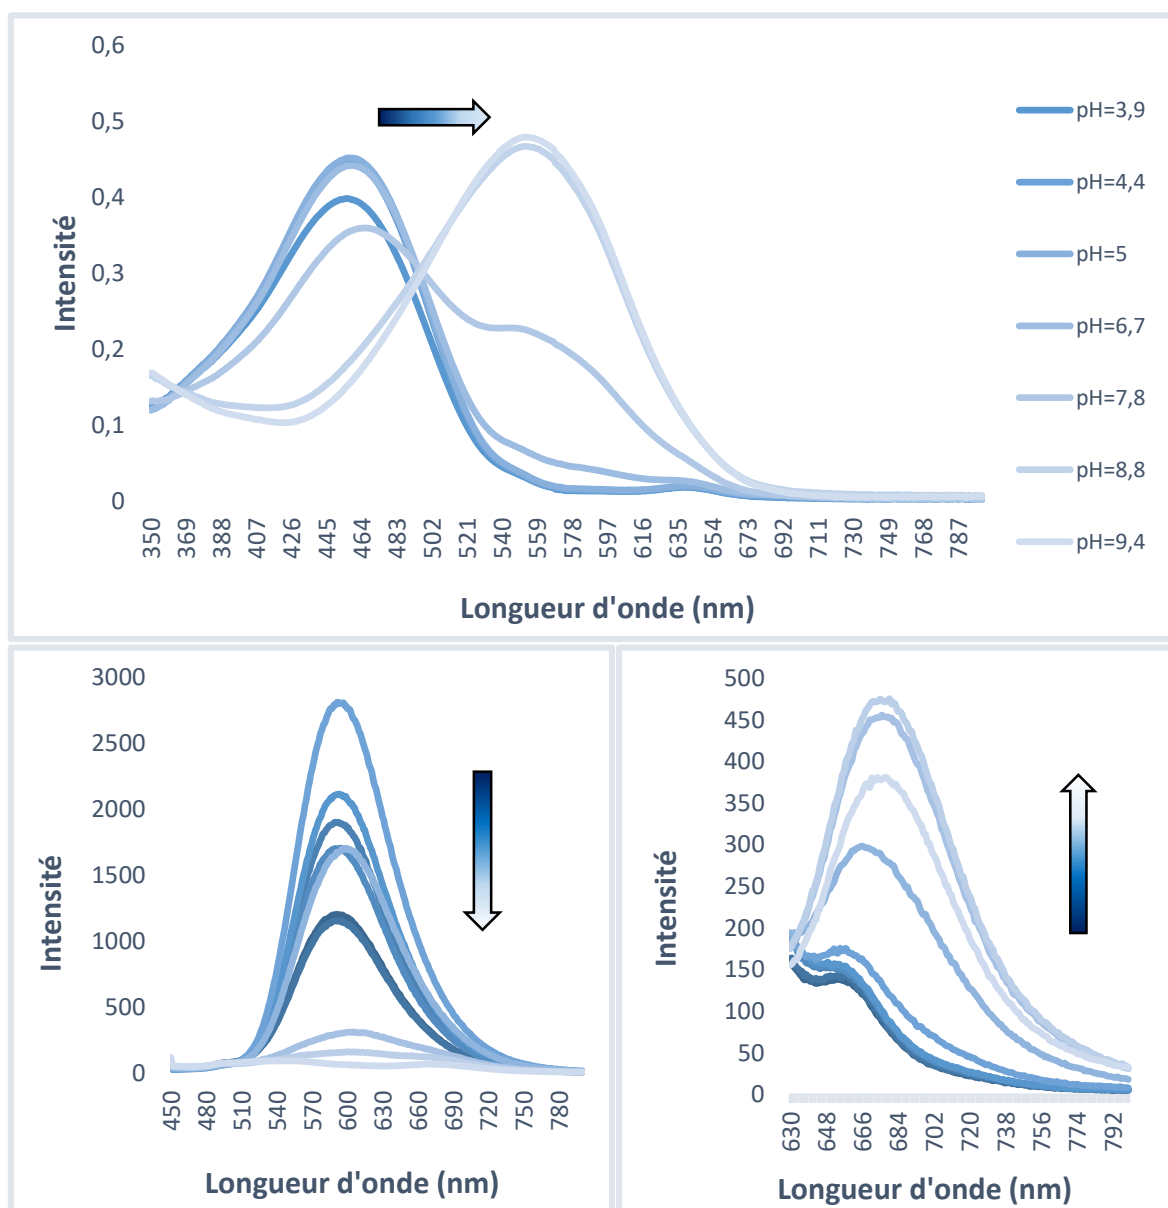 0,6
0,5
0,4
0,3
0,2
0,1
0
Intensité
350 369 388 407 426 445 464 483 502 521 540 559 578 597 616 635 654 673 692 711 730 749 768 787
Longueur d'onde (nm)
pH=3,9
pH=4,4
pH=5
pH=6,7
pH=7,8
pH=8,8
pH=9,4
3000
2500
2000
1500
1000
500
0
Intensité
450 480 510 540 570 600 630 660 690 720 750 780
Longueur d'onde (nm)
500
450
400
350
300
250
200
150
100
50
0
Intensité
630 648 666 684 702 720 738 756 774 792
Longueur d'onde (nm)